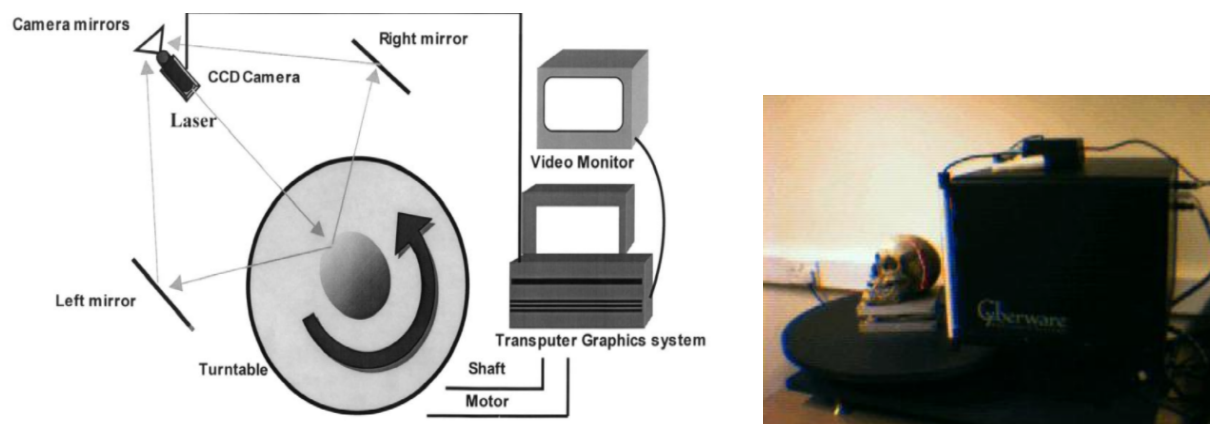 Camera mirrors
Right mirror
CCD Camera
Laser
Video Monitor
Left mirror
Transputer Graphics system
Turntable
Shaft
Motor
Cyberware